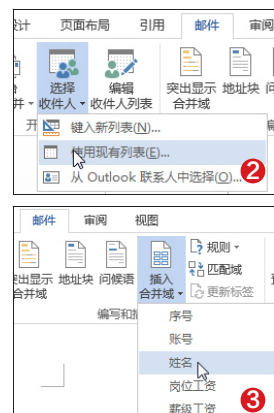 设计 页面布局 引用 邮件 审阅
选择 编辑 突出显示 地址块
并 收件人 收件人列表 合并域
开
键入新列表(N)...
使用现有列表(E)...
从 Outlook 联系人中选择(O)...
2
邮件 审阅 视图
突出显示 地址块 问候语 插入 规则
合并域 合并域 匹配域
更新标签
编写和插
序号
账号
姓名
岗位工资
薪级工资
3